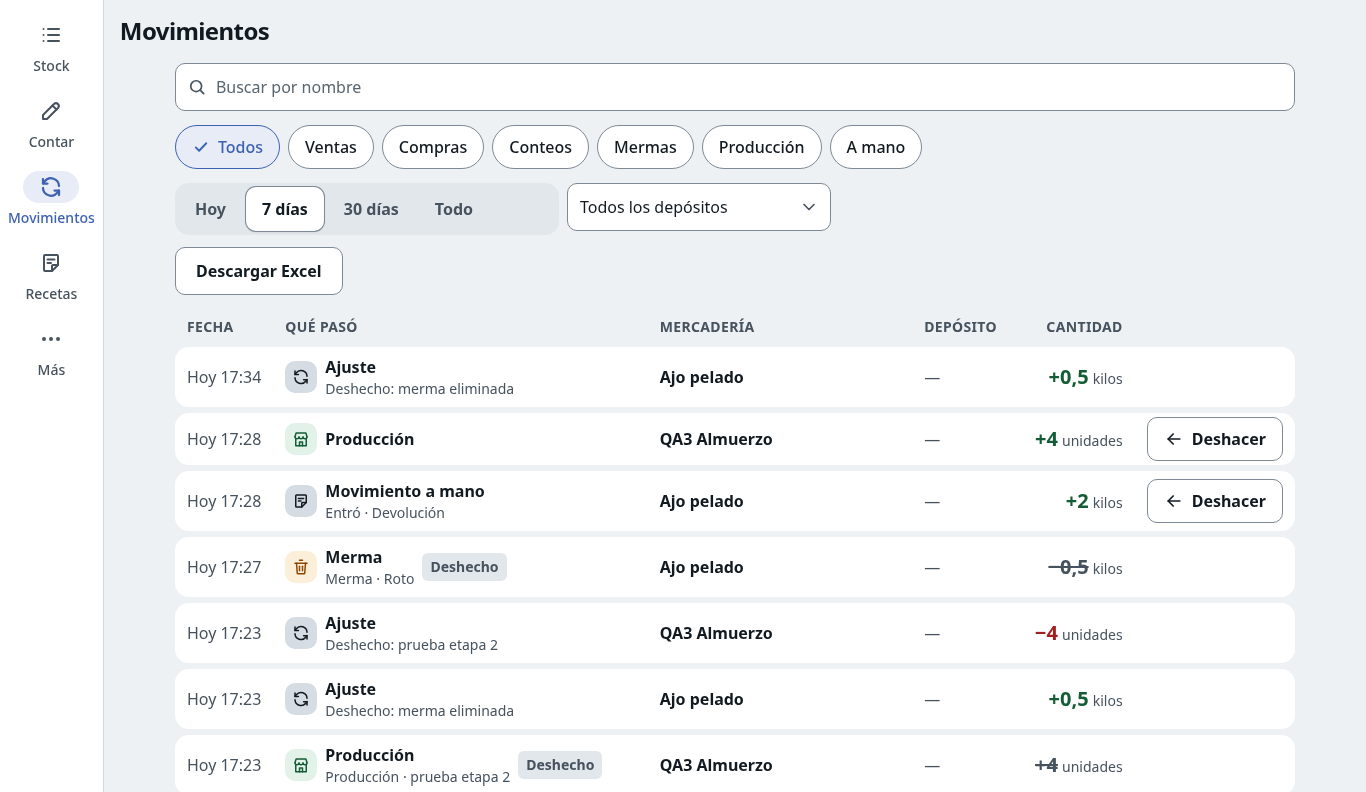 Movimientos
Stock
Contar
Movimientos
Recetas
Más
Buscar por nombre
Todos Ventas Compras Conteos Mermas Producción A mano
Hoy 7 días 30 días Todo Todos los depósitos
Descargar Excel
FECHA QUÉ PASÓ MERCADERÍA DEPÓSITO CANTIDAD
Hoy 17:34 Ajuste Ajo pelado — +0,5 kilos
Deshecho: merma eliminada
Hoy 17:28 Producción QA3 Almuerzo — +4 unidades Deshacer
Hoy 17:28 Movimiento a mano Ajo pelado — +2 kilos Deshacer
Entró · Devolución
Hoy 17:27 Merma Deshecho Ajo pelado — −0,5 kilos
Merma · Roto
Hoy 17:23 Ajuste QA3 Almuerzo — −4 unidades
Deshecho: prueba etapa 2
Hoy 17:23 Ajuste Ajo pelado — +0,5 kilos
Deshecho: merma eliminada
Hoy 17:23 Producción Deshecho QA3 Almuerzo — +4 unidades
Producción · prueba etapa 2